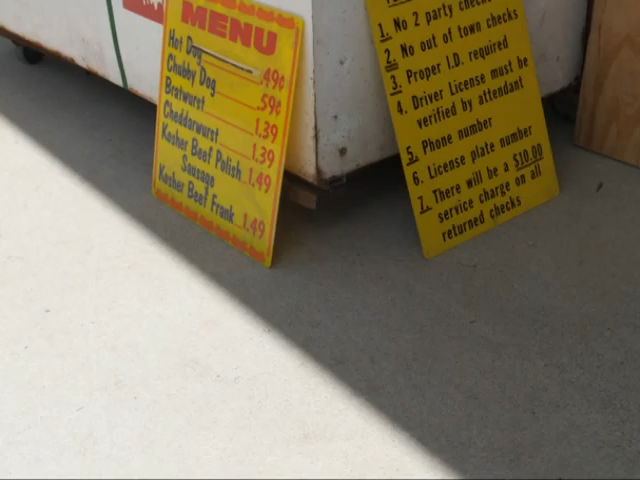 MENU
Hot Dog .49¢
Chubby Dog .59¢
Bratwurst 1.39
Cheddarwurst 1.39
Kosher Beef Polish 1.49
Sausage
Kosher Beef Frank 1.49
1. No 2 party checks
2. No out of town checks
3. Proper I.D. required
4. Driver License must be
verified by attendant
5. Phone number
6. License plate number
7. There will be a $10.00
service charge on all
returned checks